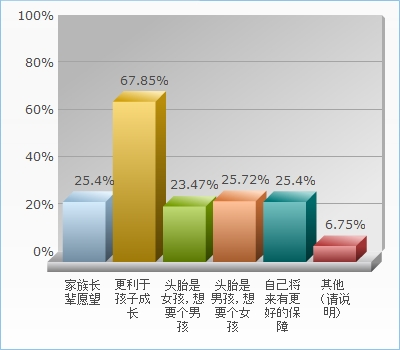 100%
80%
60%
40%
20%
0%
25.4%
67.85%
23.47%
25.72%
25.4%
6.75%
家族长
辈愿望
更利于
孩子成
长
头胎是
女孩,想
要个男
孩
头胎是
男孩,想
要个女
孩
自己将
来有更
好的保
障
其他
(请说
明)